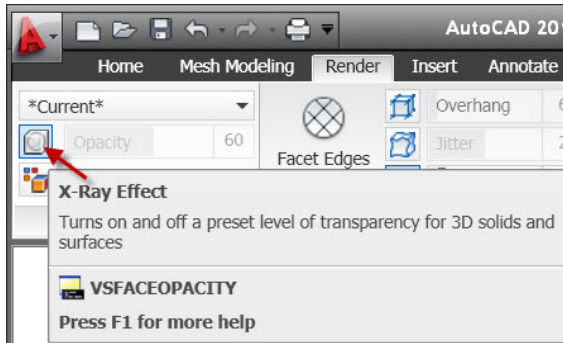 AutoCAD 201
Home Mesh Modeling Render Insert Annotate
*Current*
Overhang
Opacity 60
Jitter
Facet Edges
X-Ray Effect
Turns on and off a preset level of transparency for 3D solids and
surfaces
VSFACEOPACITY
Press F1 for more help